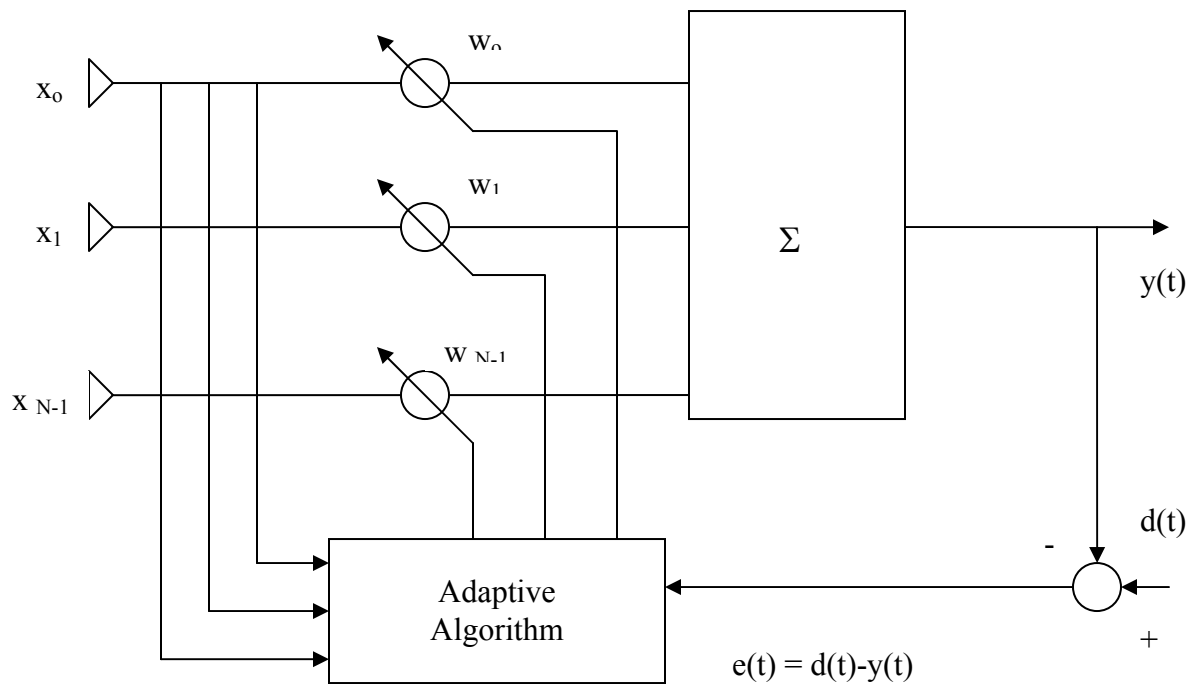 wₒ
xₒ
w₁
x₁
Σ
y(t)
w N-1
x N-1
d(t)
-
Adaptive
Algorithm
+
e(t) = d(t)-y(t)